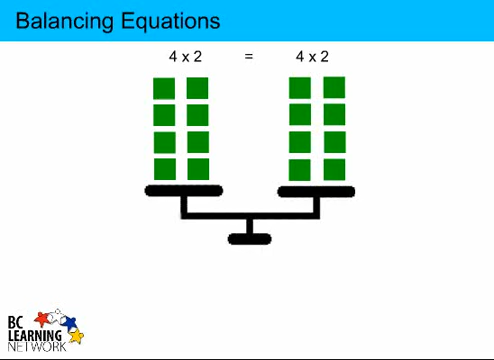 Balancing Equations
4 x 2 = 4 x 2
BC
LEARNING
NETWORK